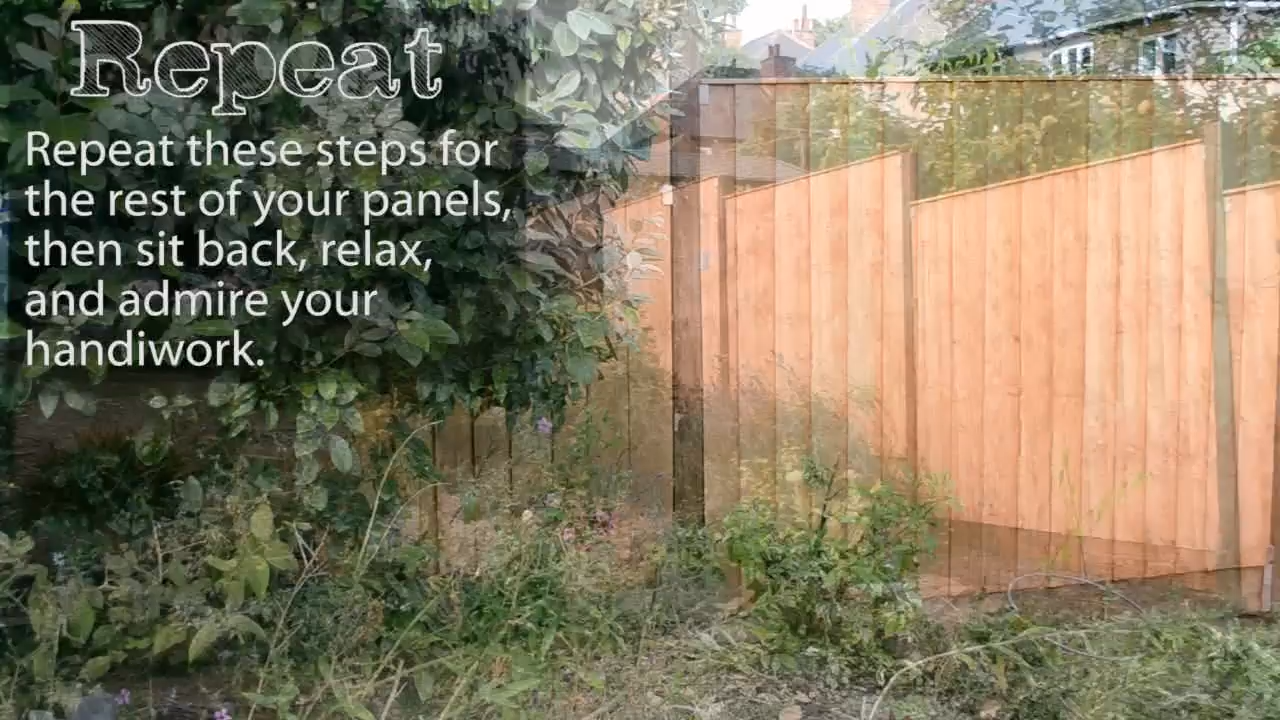 Repeat
Repeat these steps for
the rest of your panels,
then sit back, relax,
and admire your
handiwork.